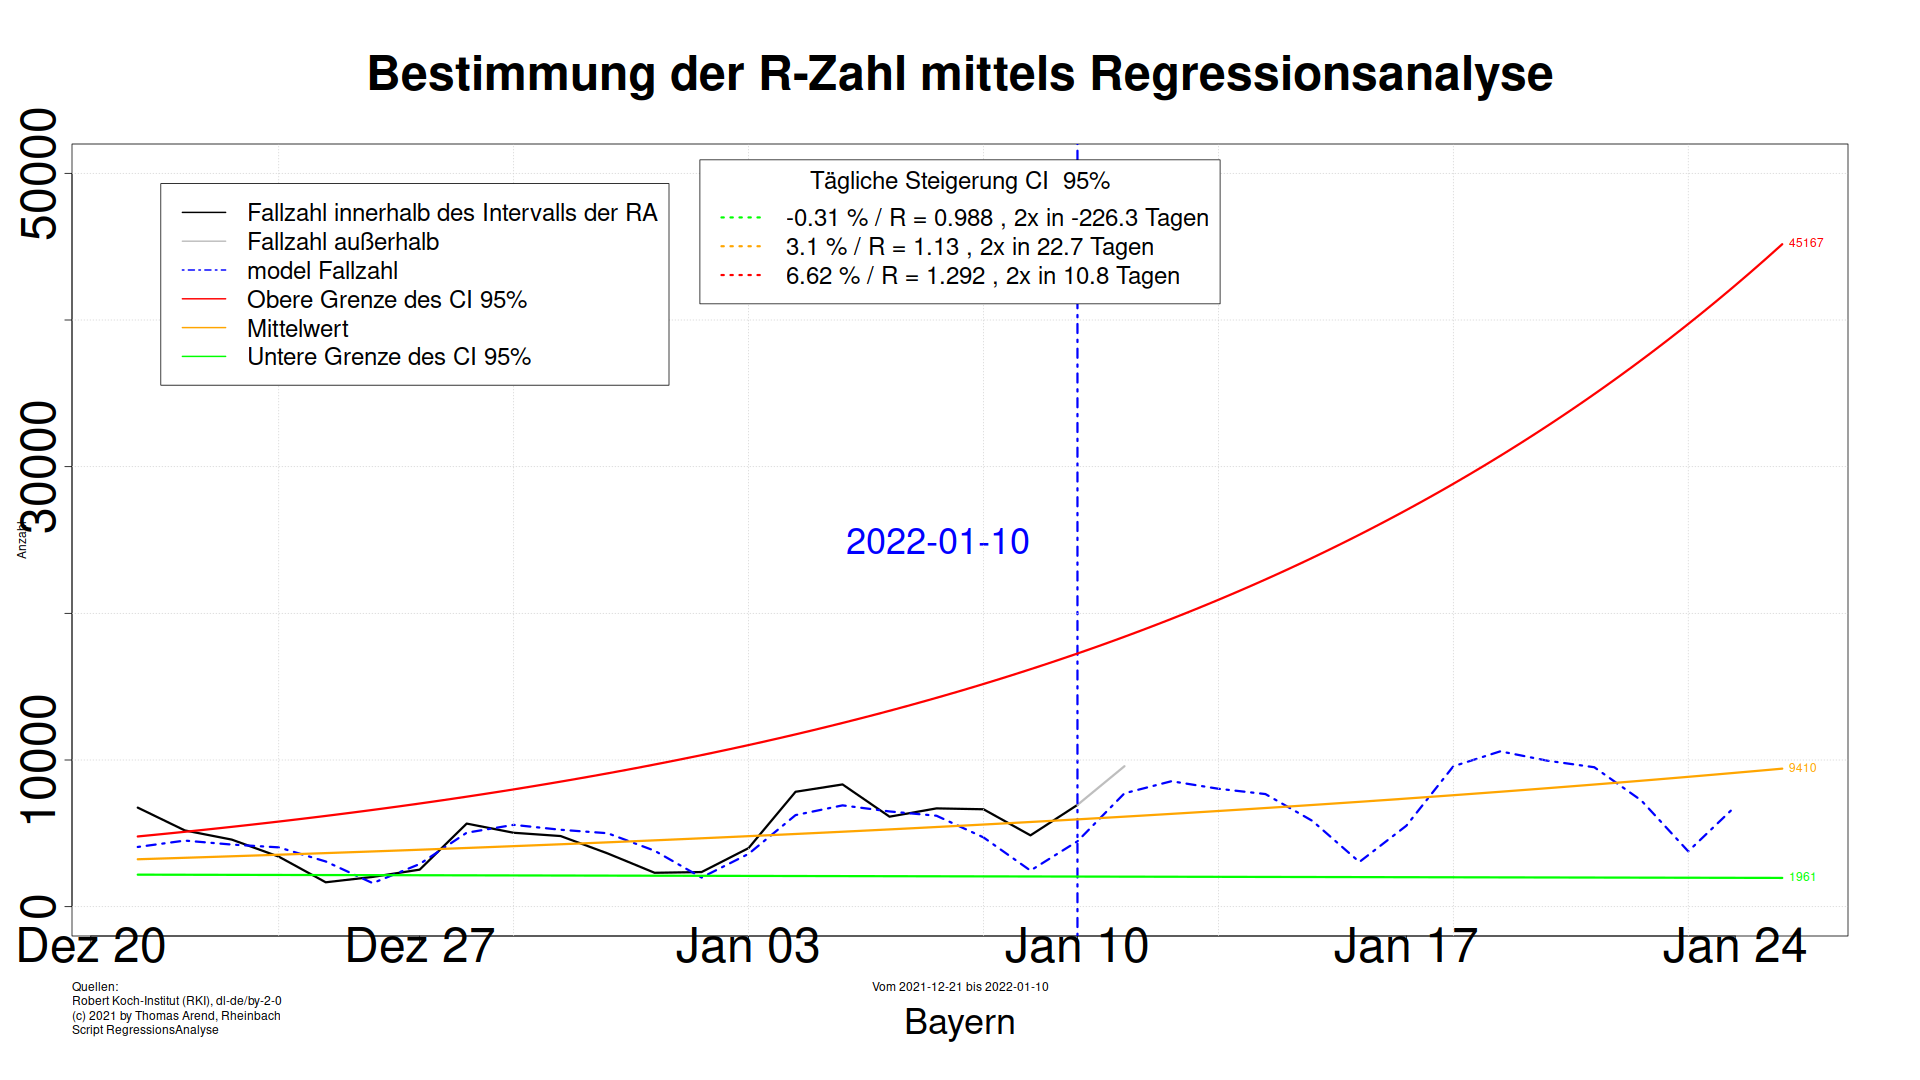 Bestimmung der R-Zahl mittels Regressionsanalyse
50000
30000
10000
0
Anzahl
Fallzahl innerhalb des Intervalls der RA
Fallzahl außerhalb
model Fallzahl
Obere Grenze des CI 95%
Mittelwert
Untere Grenze des CI 95%
Tägliche Steigerung CI  95%
-0.31 % / R = 0.988 , 2x in -226.3 Tagen
3.1 % / R = 1.13 , 2x in 22.7 Tagen
6.62 % / R = 1.292 , 2x in 10.8 Tagen
45167
2022-01-10
9410
1961
Dez 20 Dez 27 Jan 03 Jan 10 Jan 17 Jan 24
Quellen:
Robert Koch-Institut (RKI), dl-de/by-2-0
(c) 2021 by Thomas Arend, Rheinbach
Script RegressionsAnalyse
Vom 2021-12-21 bis 2022-01-10
Bayern